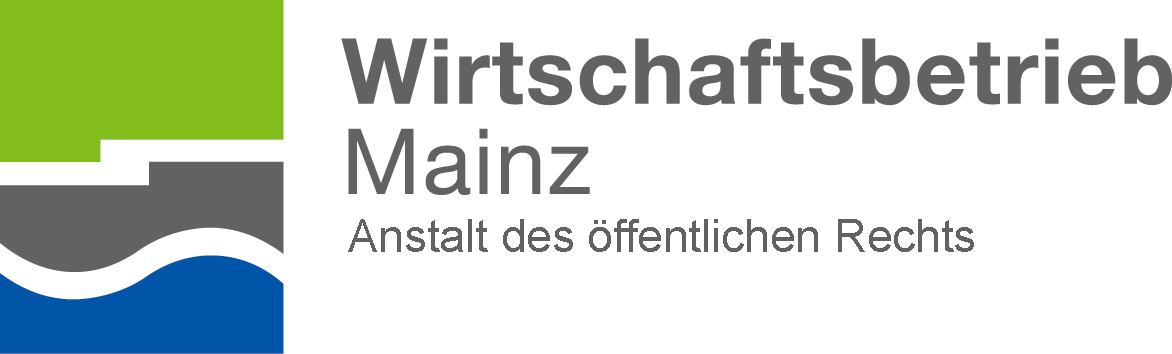 Wirtschaftsbetrieb
Mainz
Anstalt des öffentlichen Rechts